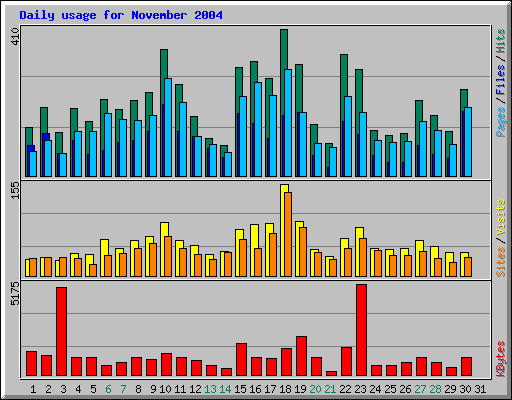 Daily usage for November 2004
410
Pages / Files / Hits
155
Sites / Visits
5175
KBytes
1 2 3 4 5 6 7 8 9 10 11 12 13 14 15 16 17 18 19 20 21 22 23 24 25 26 27 28 29 30 31